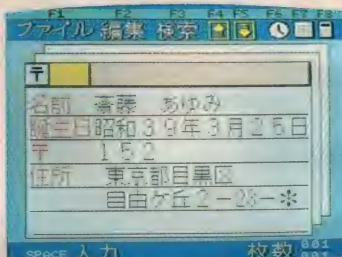 F1 F2 F3 F4 F5 F6 F7 F8
ファイル 編集 検索
〒
名前 斎藤 あゆみ
誕生日 昭和39年3月25日
〒 152
住所 東京都目黒区
自由ケ丘2-28-＊
SPACE 入力 枚数 001
001